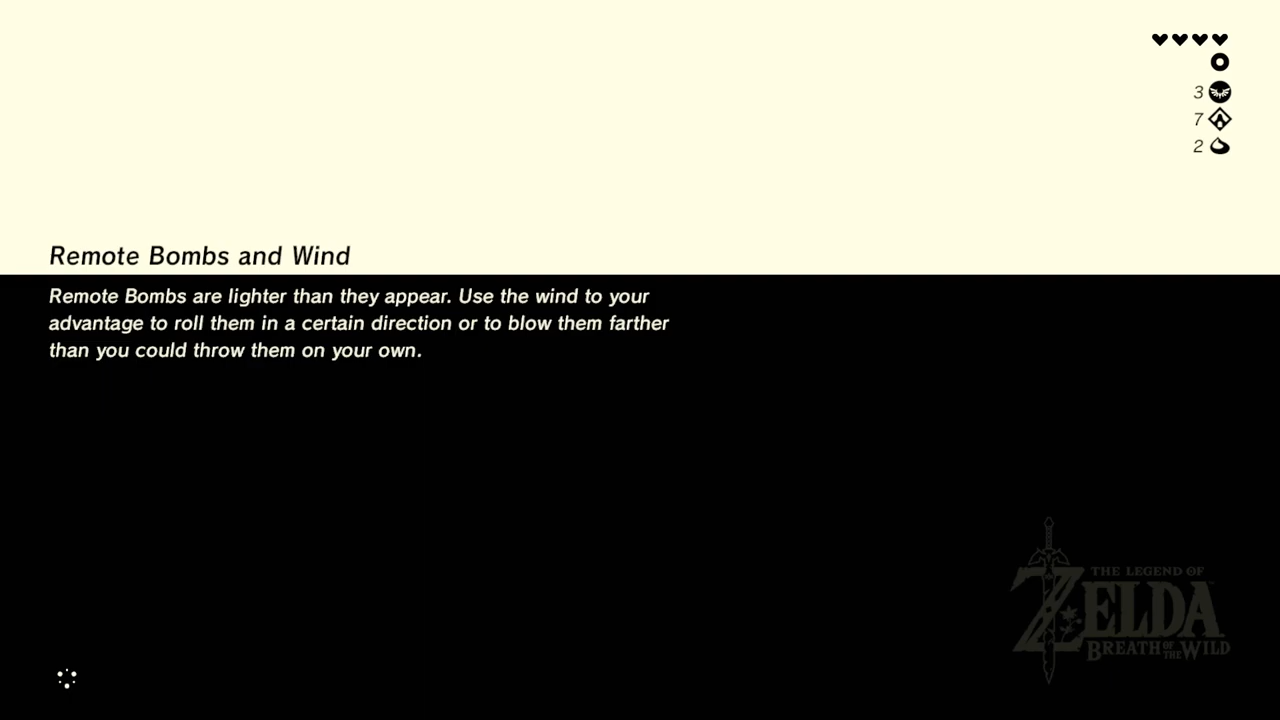 3
7
2
Remote Bombs and Wind
Remote Bombs are lighter than they appear. Use the wind to your
advantage to roll them in a certain direction or to blow them farther
than you could throw them on your own.
THE LEGEND OF
ZELDA
BREATH OF THE WILD